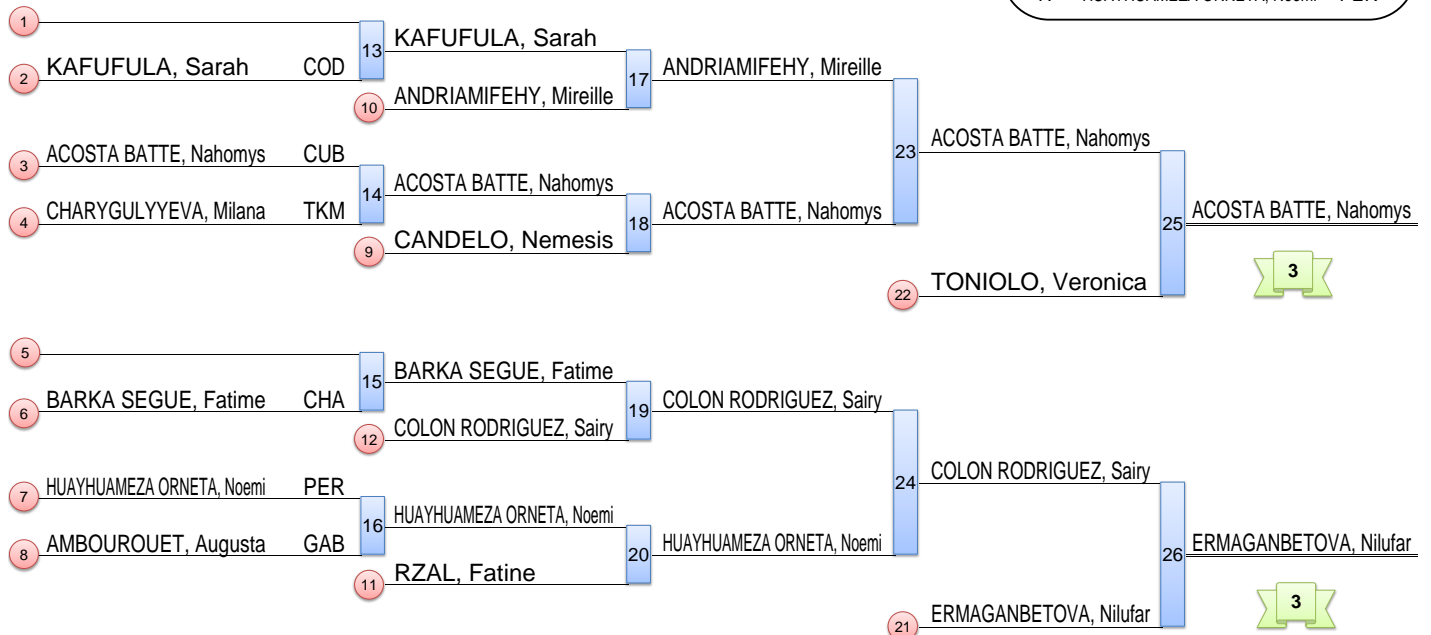 7 HUAYHUAMEZA ORNETA, Noemi PER
1
13 KAFUFULA, Sarah
2 KAFUFULA, Sarah COD
17 ANDRIAMIFEHY, Mireille
10 ANDRIAMIFEHY, Mireille
3 ACOSTA BATTE, Nahomys CUB
23 ACOSTA BATTE, Nahomys
14 ACOSTA BATTE, Nahomys
4 CHARYGULYYEVA, Milana TKM
18 ACOSTA BATTE, Nahomys
25 ACOSTA BATTE, Nahomys
9 CANDELO, Nemesis
3
22 TONIOLO, Veronica
5
15 BARKA SEGUE, Fatime
6 BARKA SEGUE, Fatime CHA
19 COLON RODRIGUEZ, Sairy
12 COLON RODRIGUEZ, Sairy
24 COLON RODRIGUEZ, Sairy
7 HUAYHUAMEZA ORNETA, Noemi PER
16 HUAYHUAMEZA ORNETA, Noemi
8 AMBOUROUET, Augusta GAB
20 HUAYHUAMEZA ORNETA, Noemi
26 ERMAGANBETOVA, Nilufar
11 RZAL, Fatine
3
21 ERMAGANBETOVA, Nilufar